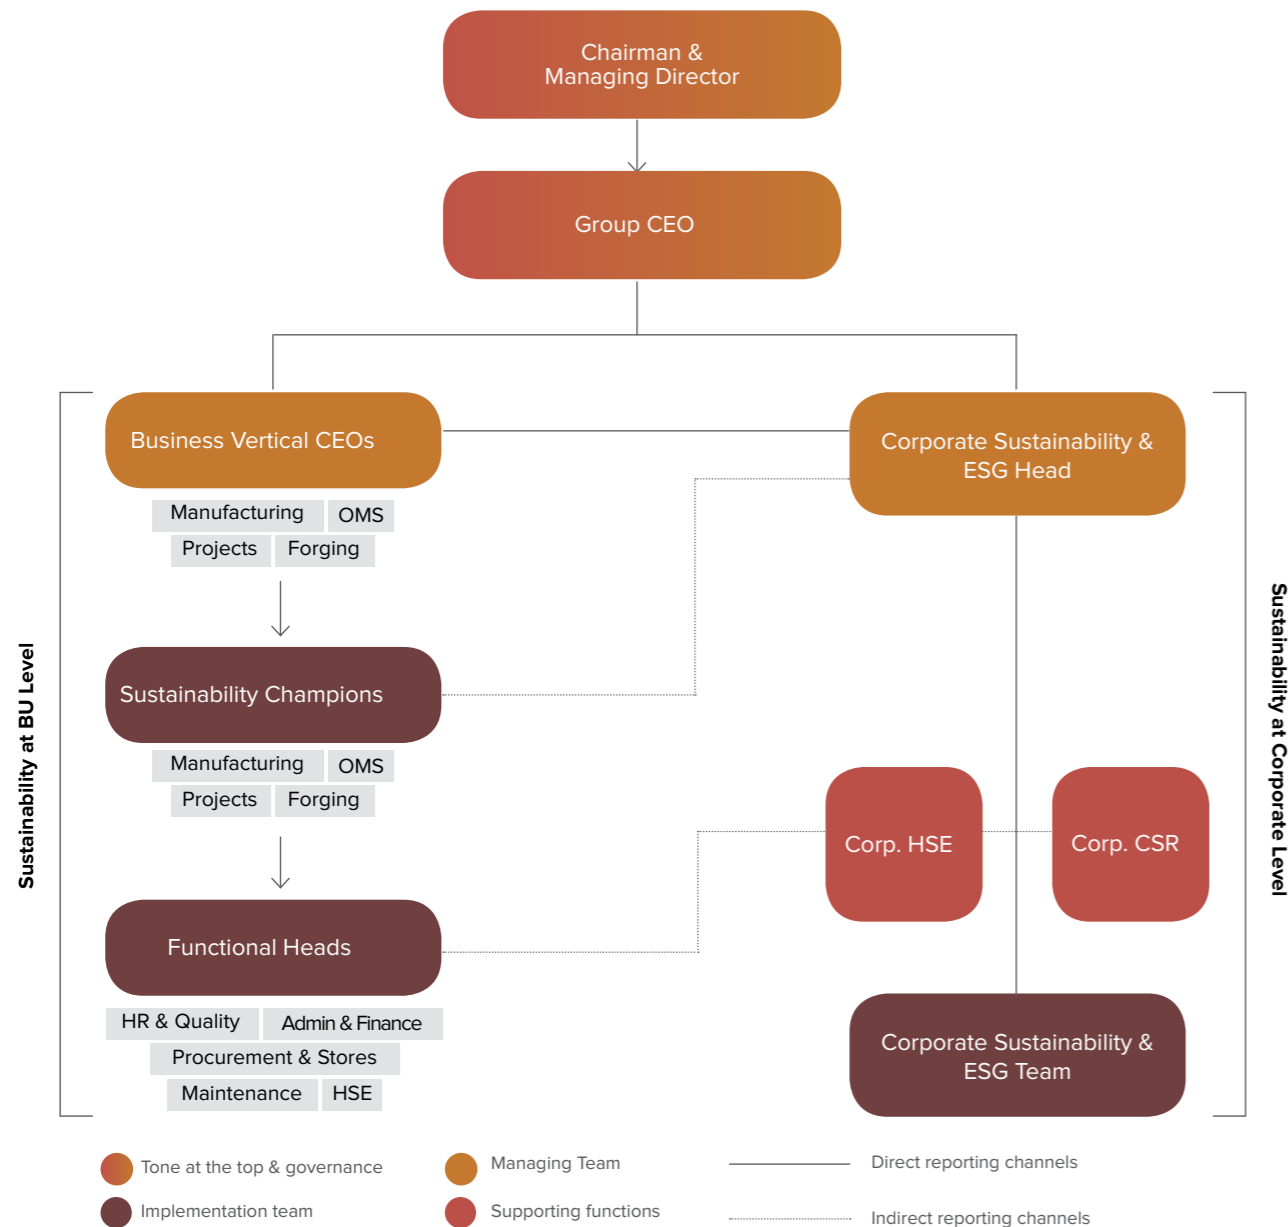 Chairman &
Managing Director
Group CEO
Business Vertical CEOs
Manufacturing
OMS
Projects
Forging
Sustainability Champions
Manufacturing
OMS
Projects
Forging
Functional Heads
HR & Quality
Admin & Finance
Procurement & Stores
Maintenance
HSE
Sustainability at BU Level
Corporate Sustainability &
ESG Head
Corp. HSE
Corp. CSR
Corporate Sustainability &
ESG Team
Sustainability at Corporate Level
Tone at the top & governance
Managing Team
Direct reporting channels
Implementation team
Supporting functions
Indirect reporting channels